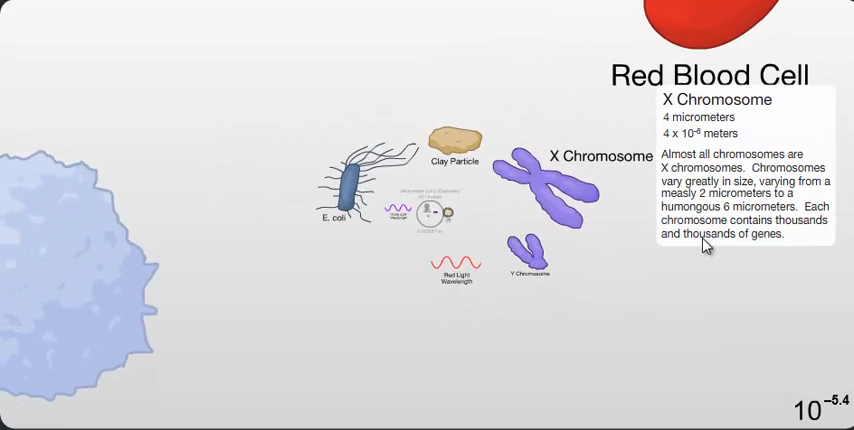 Red Blood Cell
X Chromosome
4 micrometers
4 x 10⁻⁶ meters
Almost all chromosomes are
X chromosomes. Chromosomes
vary greatly in size, varying from a
measly 2 micrometers to a
humongous 6 micrometers. Each
chromosome contains thousands
and thousands of genes.
Clay Particle
X Chromosome
E. coli
Red Light
Wavelength
Y Chromosome
10⁻⁵·⁴